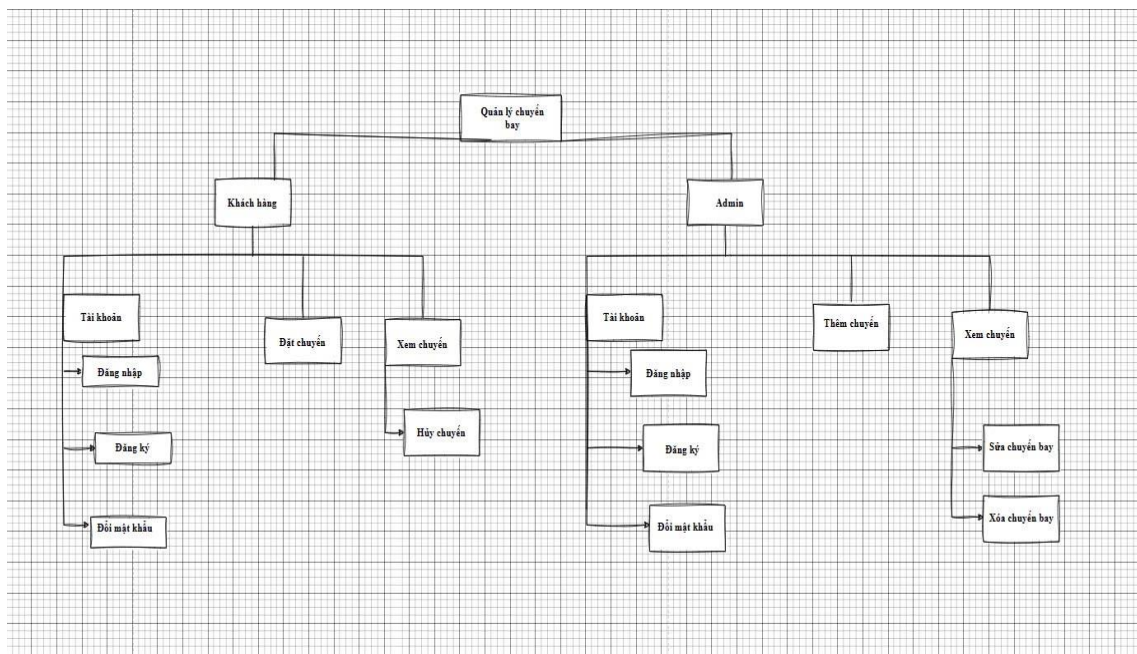 Quản lý chuyến
bay
Khách hàng
Admin
Tài khoản
Đặt chuyến
Xem chuyến
Đăng nhập
Hủy chuyến
Đăng ký
Đổi mật khẩu
Tài khoản
Thêm chuyến
Xem chuyến
Đăng nhập
Đăng ký
Sửa chuyến bay
Đổi mật khẩu
Xóa chuyến bay